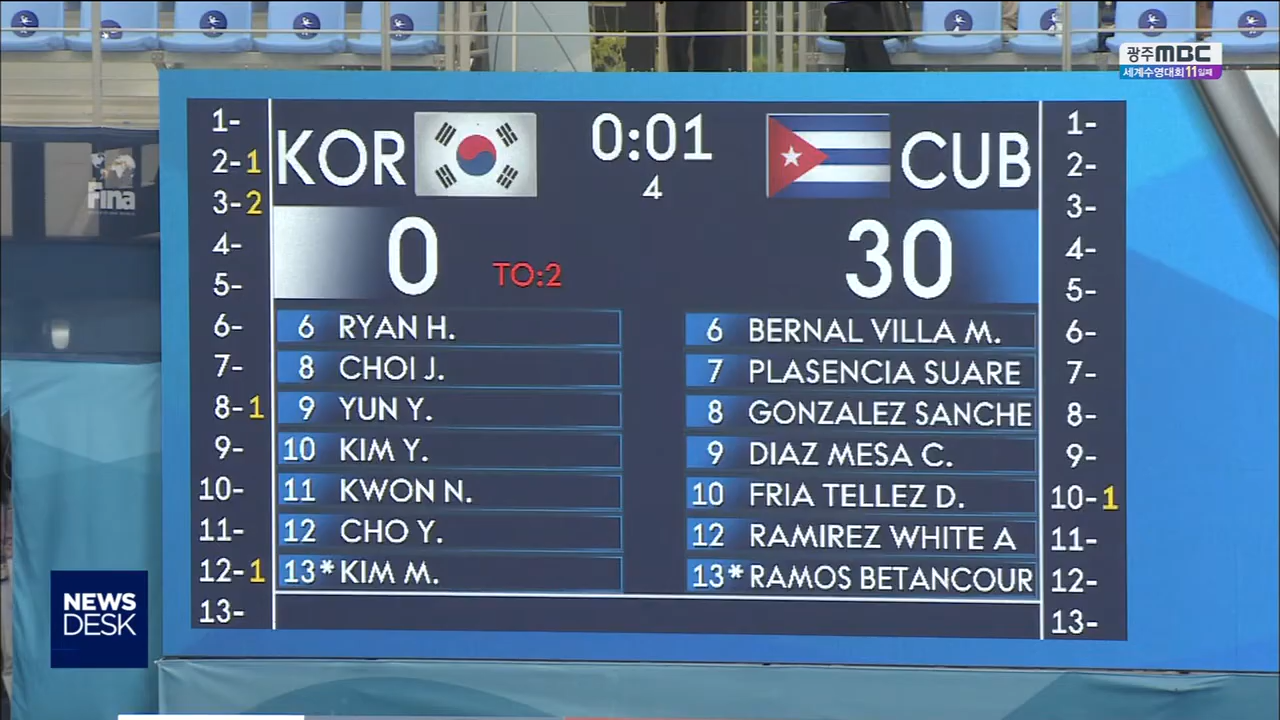 광주MBC
세계수영대회 11일째
fina
KOR 0:01 CUB
4
0 TO:2 30
1-
2-1
3-2
4-
5-
6-
7-
8-1
9-
10-
11-
12-1
13-
6 RYAN H.
8 CHOI J.
9 YUN Y.
10 KIM Y.
11 KWON N.
12 CHO Y.
13* KIM M.
6 BERNAL VILLA M.
7 PLASENCIA SUARE
8 GONZALEZ SANCHE
9 DIAZ MESA C.
10 FRIA TELLEZ D.
12 RAMIREZ WHITE A
13* RAMOS BETANCOUR
1-
2-
3-
4-
5-
6-
7-
8-
9-
10-1
11-
12-
13-
NEWS
DESK